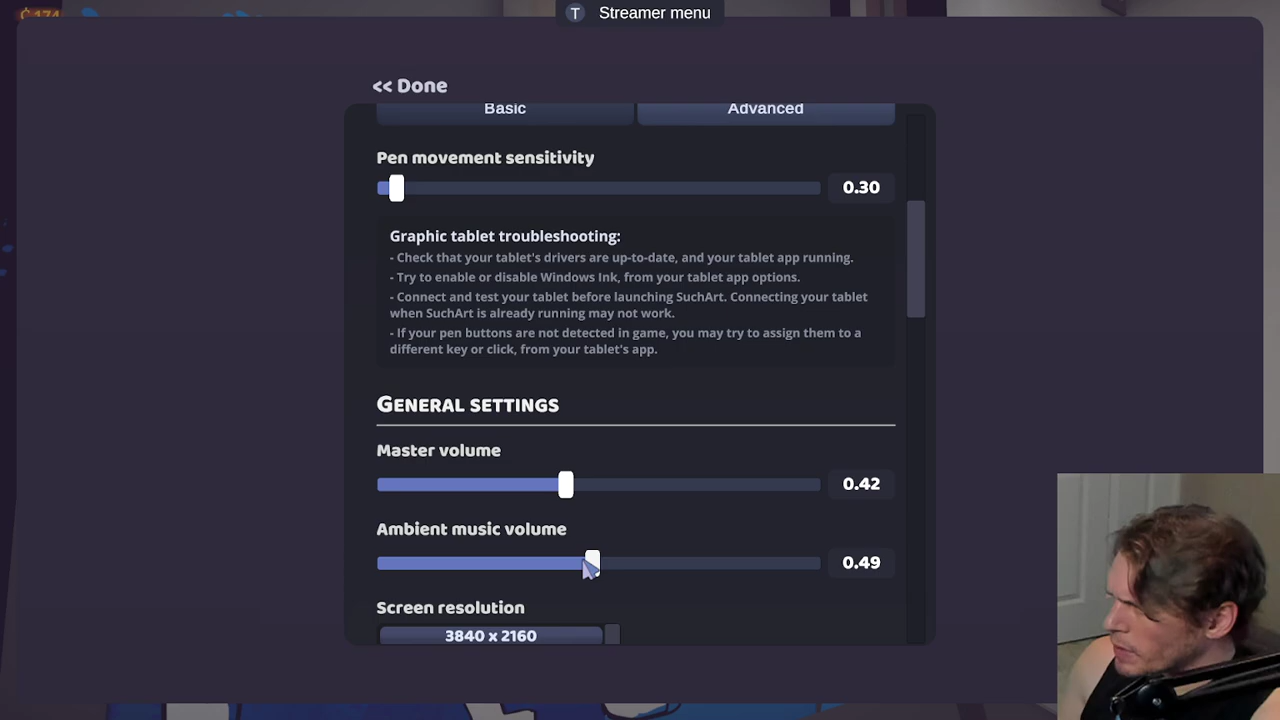 ₵ 174
T Streamer menu
<< Done
Basic
Advanced
Pen movement sensitivity
0.30
Graphic tablet troubleshooting:
- Check that your tablet's drivers are up-to-date, and your tablet app running.
- Try to enable or disable Windows Ink, from your tablet app options.
- Connect and test your tablet before launching SuchArt. Connecting your tablet
when SuchArt is already running may not work.
- If your pen buttons are not detected in game, you may try to assign them to a
different key or click, from your tablet's app.
GENERAL SETTINGS
Master volume
0.42
Ambient music volume
0.49
Screen resolution
3840 x 2160